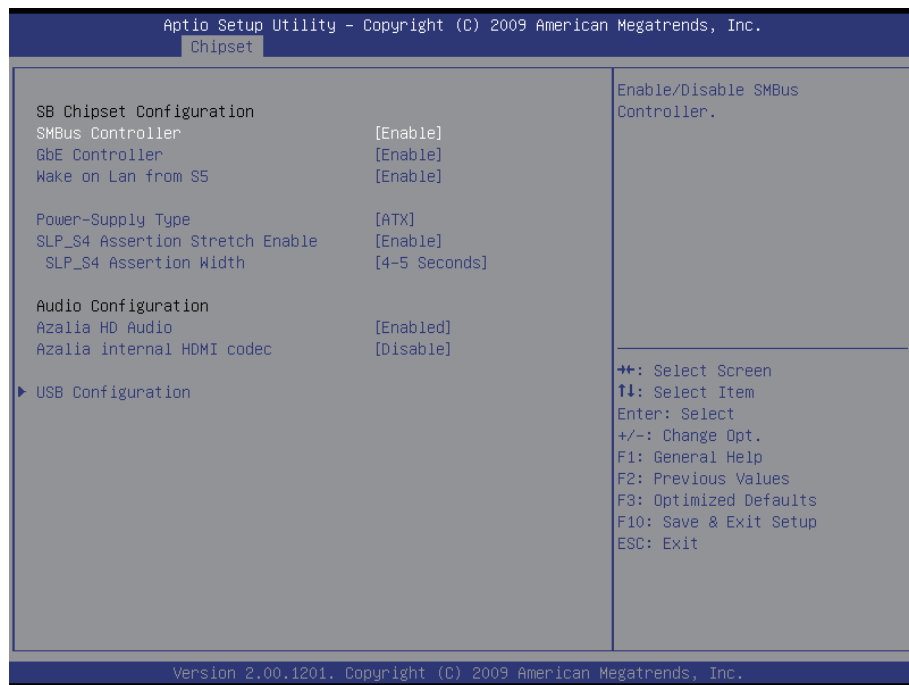 Aptio Setup Utility – Copyright (C) 2009 American Megatrends, Inc.
Chipset
SB Chipset Configuration
SMBus Controller [Enable]
GbE Controller [Enable]
Wake on Lan from S5 [Enable]
Power-Supply Type [ATX]
SLP_S4 Assertion Stretch Enable [Enable]
SLP_S4 Assertion Width [4-5 Seconds]
Audio Configuration
Azalia HD Audio [Enabled]
Azalia internal HDMI codec [Disable]
▶ USB Configuration
Enable/Disable SMBus
Controller.
→←: Select Screen
↑↓: Select Item
Enter: Select
+/-: Change Opt.
F1: General Help
F2: Previous Values
F3: Optimized Defaults
F10: Save & Exit Setup
ESC: Exit
Version 2.00.1201. Copyright (C) 2009 American Megatrends, Inc.